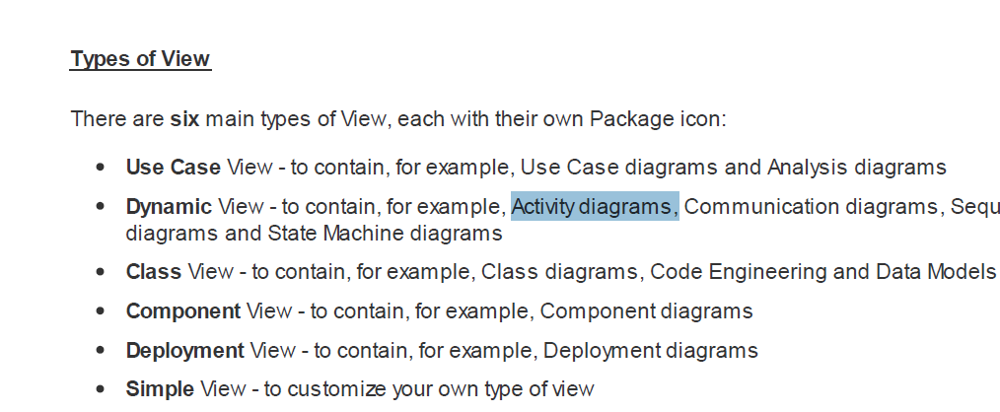 Types of View
There are six main types of View, each with their own Package icon:
• Use Case View - to contain, for example, Use Case diagrams and Analysis diagrams
• Dynamic View - to contain, for example, Activity diagrams, Communication diagrams, Sequ
diagrams and State Machine diagrams
• Class View - to contain, for example, Class diagrams, Code Engineering and Data Models
• Component View - to contain, for example, Component diagrams
• Deployment View - to contain, for example, Deployment diagrams
• Simple View - to customize your own type of view